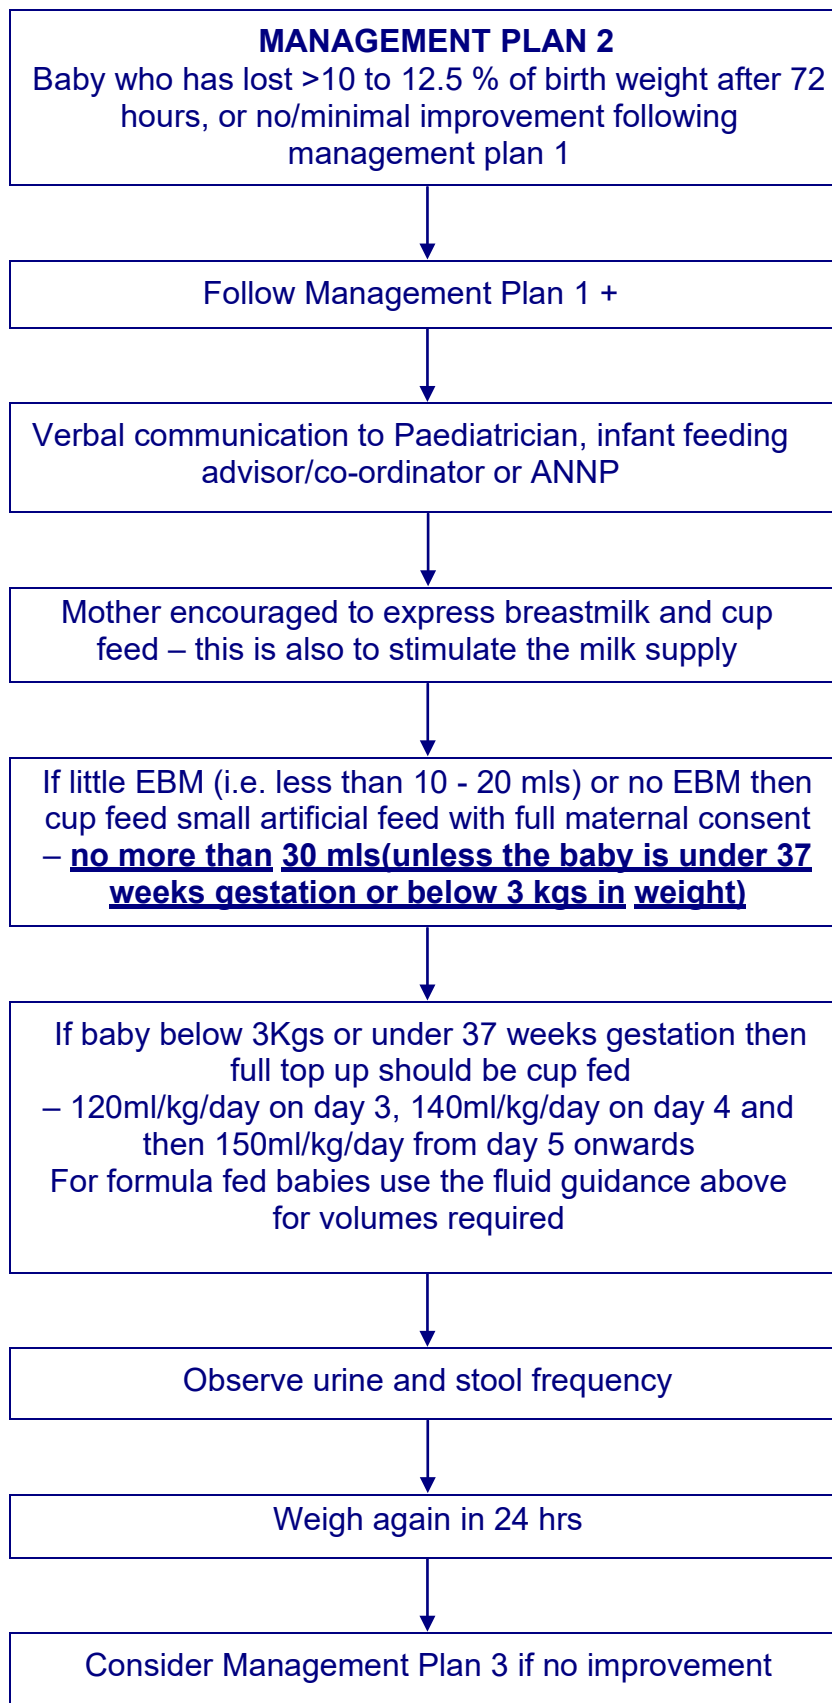 MANAGEMENT PLAN 2
Baby who has lost >10 to 12.5 % of birth weight after 72
hours, or no/minimal improvement following
management plan 1
Follow Management Plan 1 +
Verbal communication to Paediatrician, infant feeding
advisor/co-ordinator or ANNP
Mother encouraged to express breastmilk and cup
feed – this is also to stimulate the milk supply
If little EBM (i.e. less than 10 - 20 mls) or no EBM then
cup feed small artificial feed with full maternal consent
– no more than 30 mls(unless the baby is under 37
weeks gestation or below 3 kgs in weight)
If baby below 3Kgs or under 37 weeks gestation then
full top up should be cup fed
– 120ml/kg/day on day 3, 140ml/kg/day on day 4 and
then 150ml/kg/day from day 5 onwards
For formula fed babies use the fluid guidance above
for volumes required
Observe urine and stool frequency
Weigh again in 24 hrs
Consider Management Plan 3 if no improvement